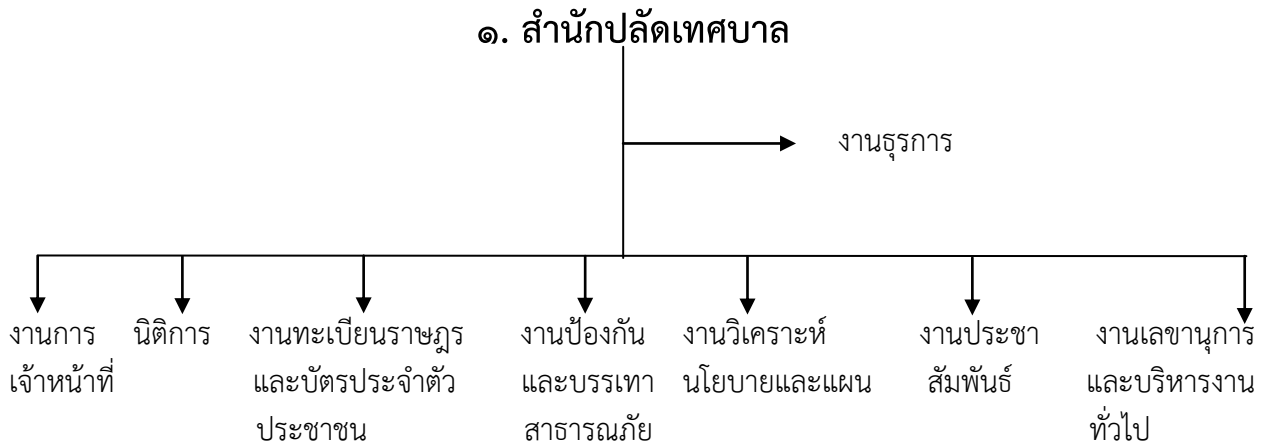 ๑. สำนักปลัดเทศบาล
งานธุรการ
งานการ
เจ้าหน้าที่
นิติการ
งานทะเบียนราษฎร
และบัตรประจำตัว
ประชาชน
งานป้องกัน
และบรรเทา
สาธารณภัย
งานวิเคราะห์
นโยบายและแผน
งานประชา
สัมพันธ์
งานเลขานุการ
และบริหารงาน
ทั่วไป